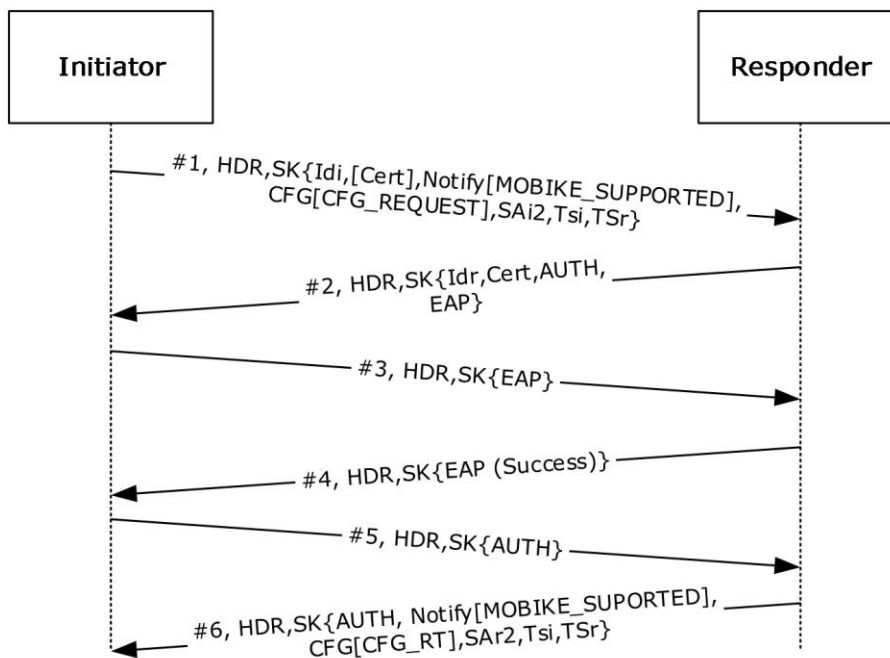 Initiator
Responder
#1, HDR,SK{Idi,[Cert],Notify[MOBIKE_SUPPORTED],
CFG[CFG_REQUEST],SAi2,Tsi,TSr}
#2, HDR,SK{Idr,Cert,AUTH,
EAP}
#3, HDR,SK{EAP}
#4, HDR,SK{EAP (Success)}
#5, HDR,SK{AUTH}
#6, HDR,SK{AUTH, Notify[MOBIKE_SUPORTED],
CFG[CFG_RT],SAr2,Tsi,TSr}